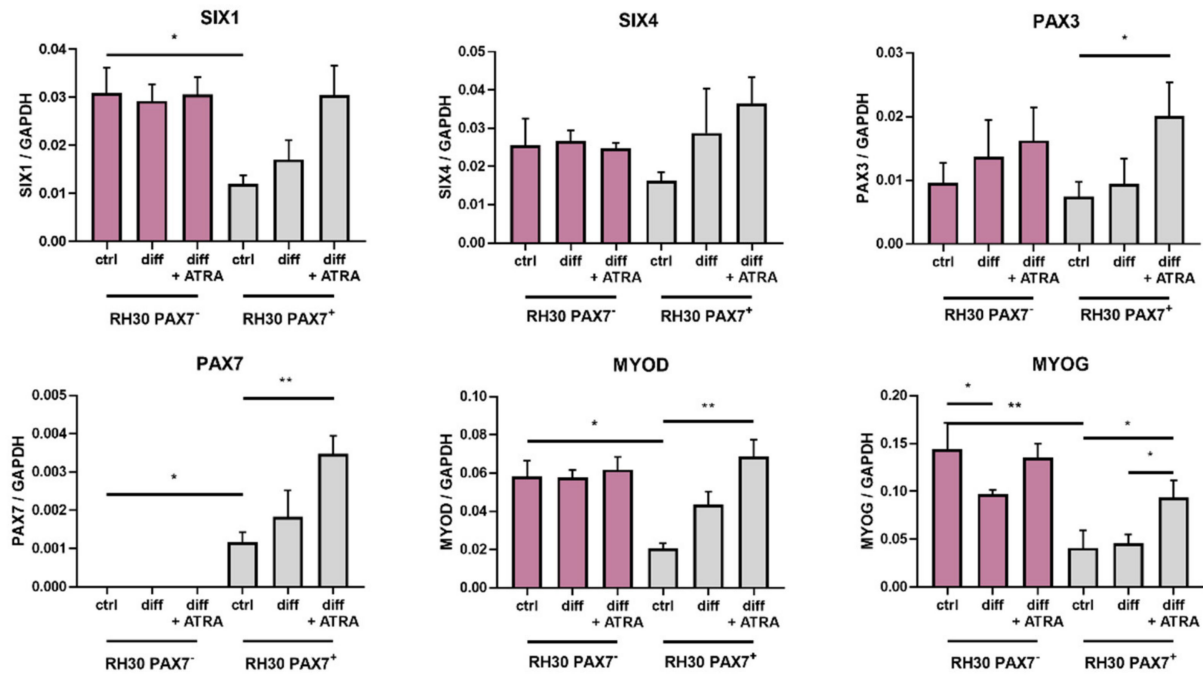 SIX1
*
SIX1 / GAPDH
0.04
0.03
0.02
0.01
0.00
ctrl diff diff ctrl diff diff
+ ATRA + ATRA
RH30 PAX7⁻ RH30 PAX7⁺
SIX4
SIX4 / GAPDH
0.05
0.04
0.03
0.02
0.01
0.00
ctrl diff diff ctrl diff diff
+ ATRA + ATRA
RH30 PAX7⁻ RH30 PAX7⁺
PAX3
*
PAX3 / GAPDH
0.03
0.02
0.01
0.00
ctrl diff diff ctrl diff diff
+ ATRA + ATRA
RH30 PAX7⁻ RH30 PAX7⁺
PAX7
**
*
PAX7 / GAPDH
0.005
0.004
0.003
0.002
0.001
0.000
ctrl diff diff ctrl diff diff
+ ATRA + ATRA
RH30 PAX7⁻ RH30 PAX7⁺
MYOD
* **
MYOD / GAPDH
0.10
0.08
0.06
0.04
0.02
0.00
ctrl diff diff ctrl diff diff
+ ATRA + ATRA
RH30 PAX7⁻ RH30 PAX7⁺
MYOG
*
** *
*
MYOG / GAPDH
0.20
0.15
0.10
0.05
0.00
ctrl diff diff ctrl diff diff
+ ATRA + ATRA
RH30 PAX7⁻ RH30 PAX7⁺